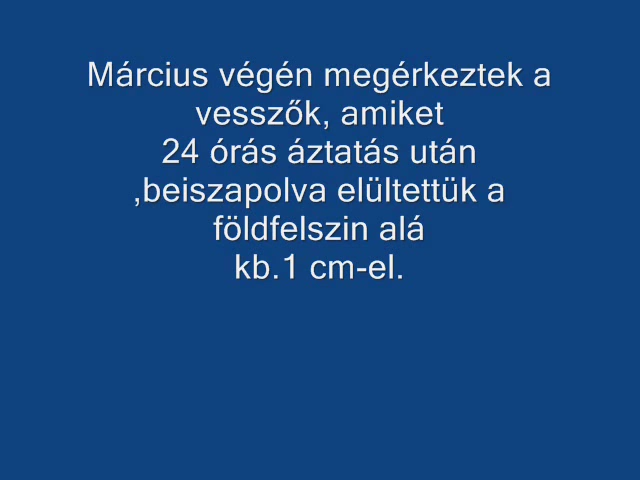 Március végén megérkeztek a
vesszők, amiket
24 órás áztatás után
,beiszapolva elültettük a
földfelszin alá
kb.1 cm-el.